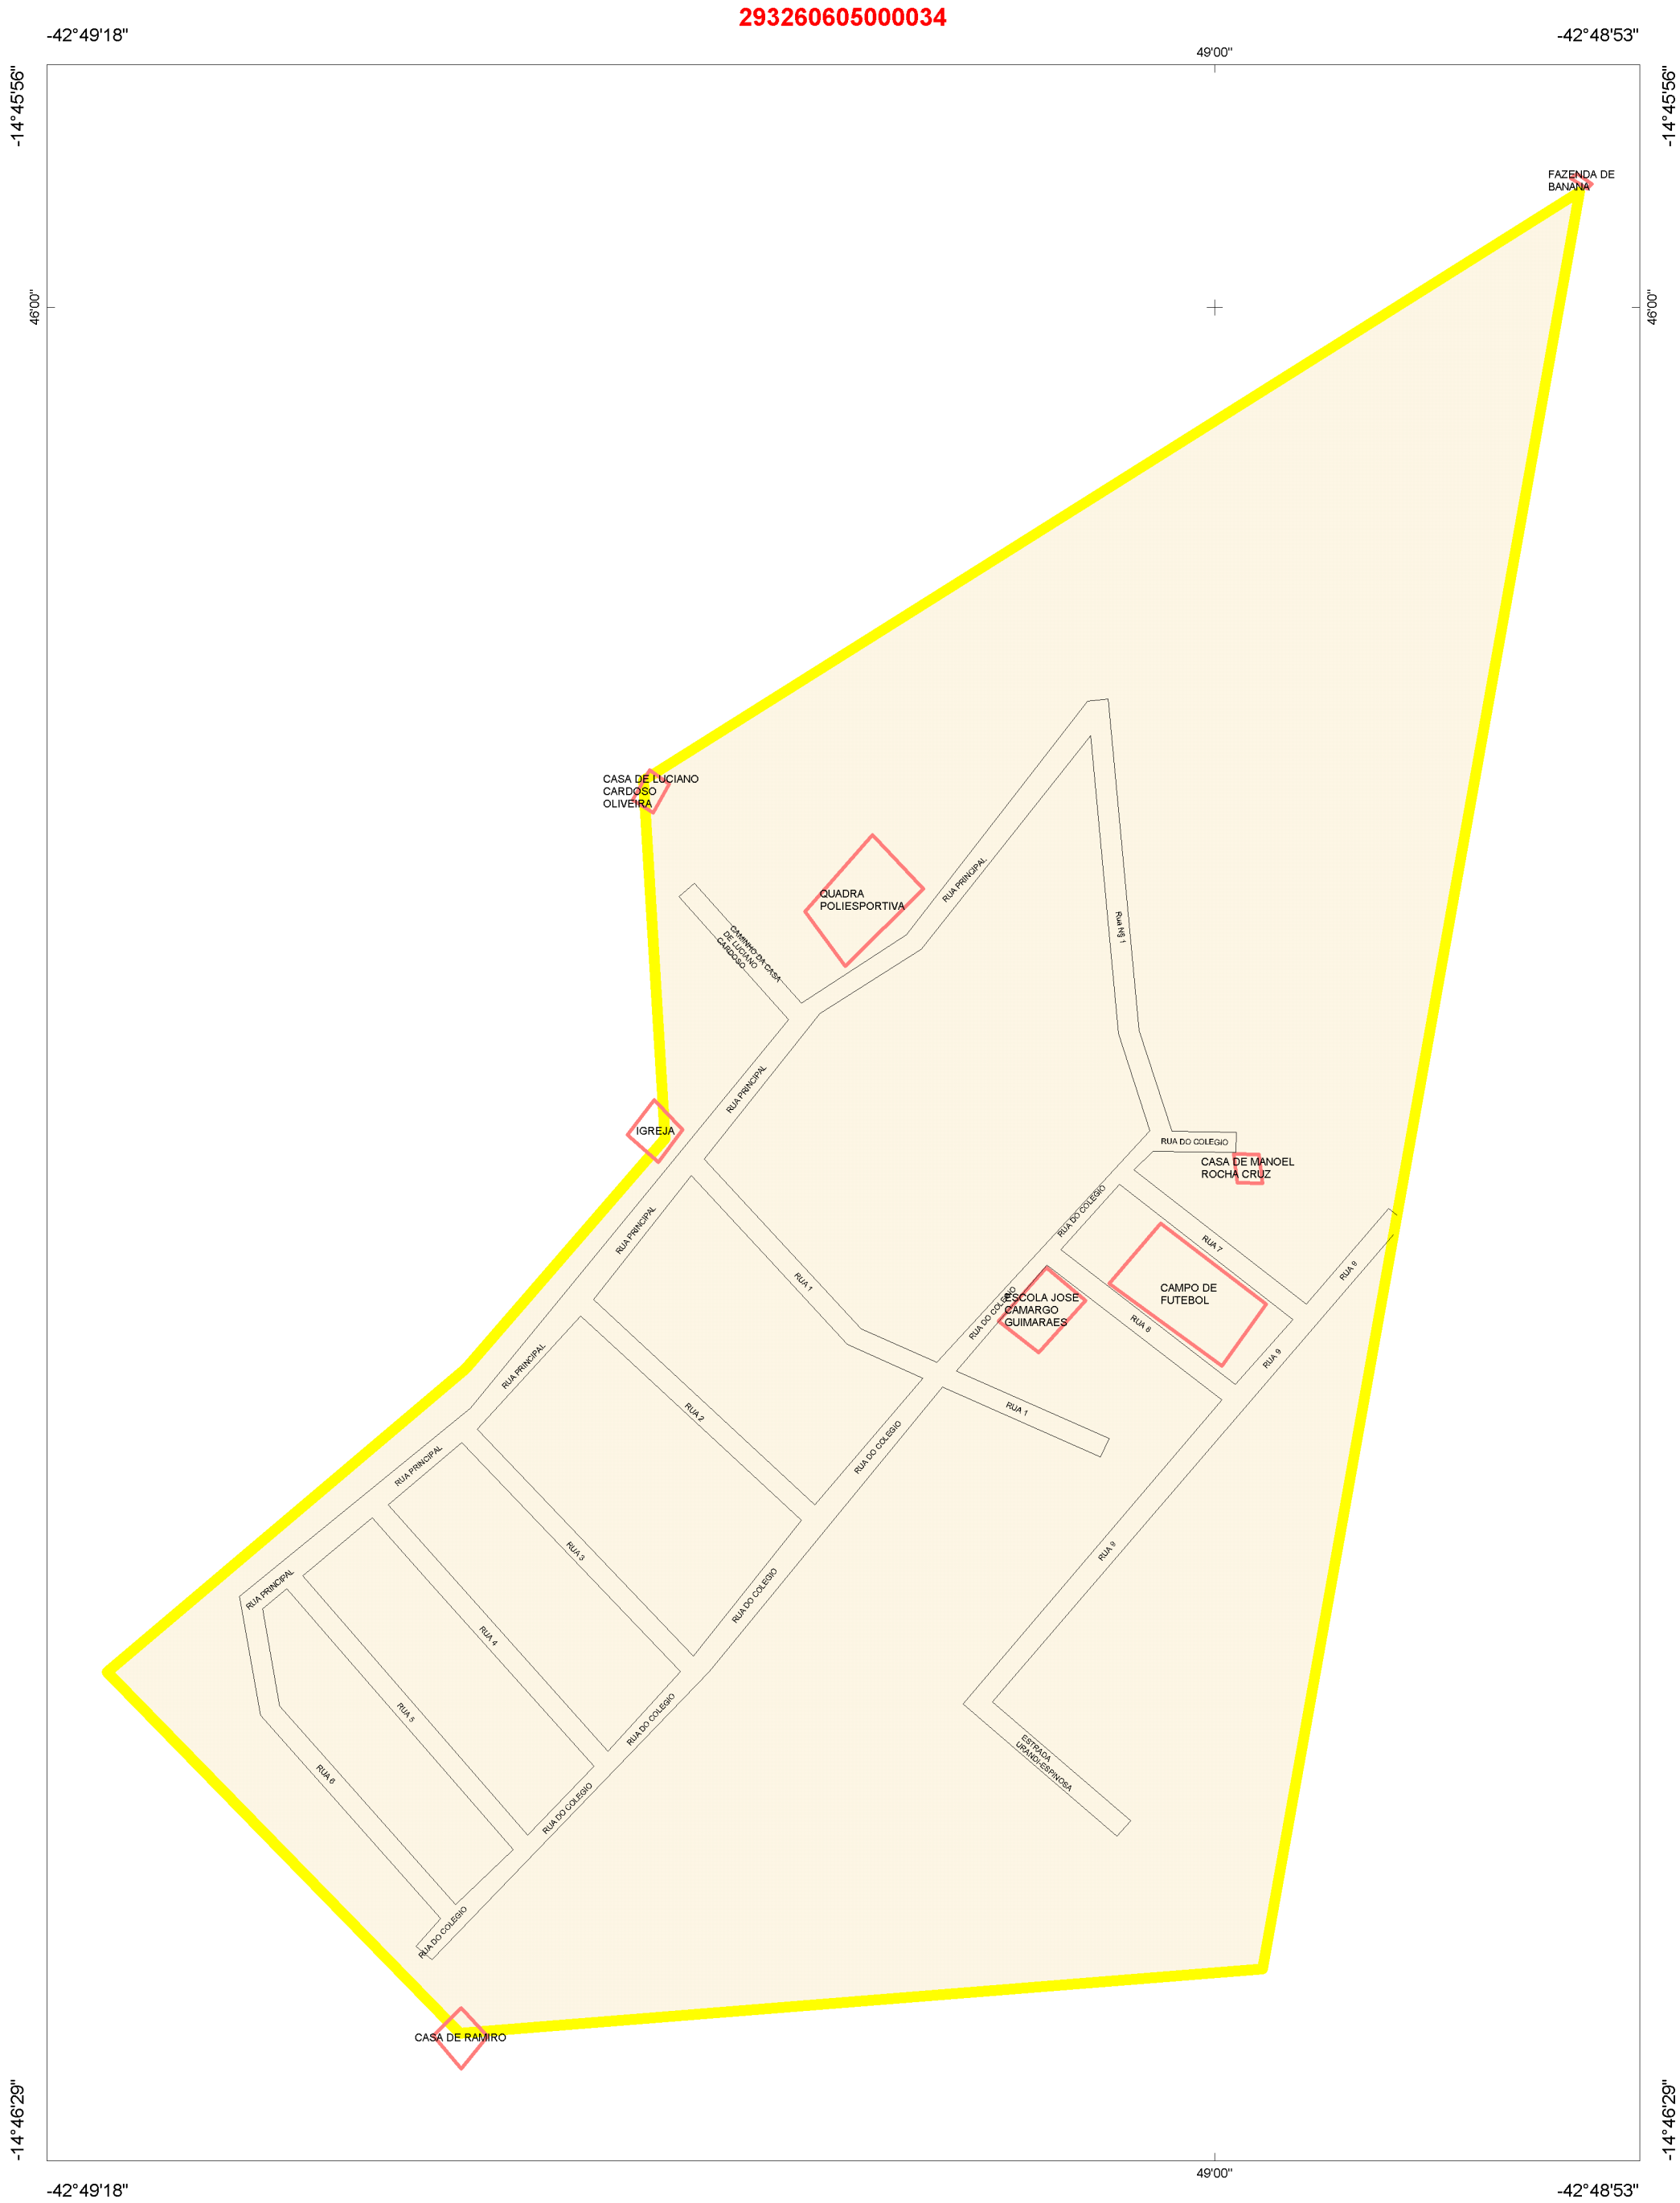 293260605000034
-42°49'18"
-42°48'53"
49'00"
-14°45'56"
-14°45'56"
FAZENDA DE
BANANA
46'00"
46'00"
CASA DE LUCIANO
CARDOSO
OLIVEIRA
QUADRA
POLIESPORTIVA
RUA PRINCIPAL
Rua N§ 1
CAMINHO DA CASA
DE LUCIANO
CARDOSO
RUA PRINCIPAL
IGREJA
RUA DO COLEGIO
CASA DE MANOEL
ROCHA CRUZ
RUA DO COLEGIO
RUA PRINCIPAL
RUA 7
RUA 9
RUA 1
CAMPO DE
FUTEBOL
ESCOLA JOSE
CAMARGO
GUIMARAES
RUA DO COLEGIO
RUA 8
RUA 9
RUA PRINCIPAL
RUA 2
RUA 1
RUA DO COLEGIO
RUA PRINCIPAL
RUA 3
RUA 9
RUA PRINCIPAL
RUA DO COLEGIO
RUA 4
RUA 5
RUA DO COLEGIO
ESTRADA
URANDI-ESPINOSA
RUA 6
RUA DO COLEGIO
RUA DO COLEGIO
CASA DE RAMIRO
-14°46'29"
-14°46'29"
49'00"
-42°49'18"
-42°48'53"